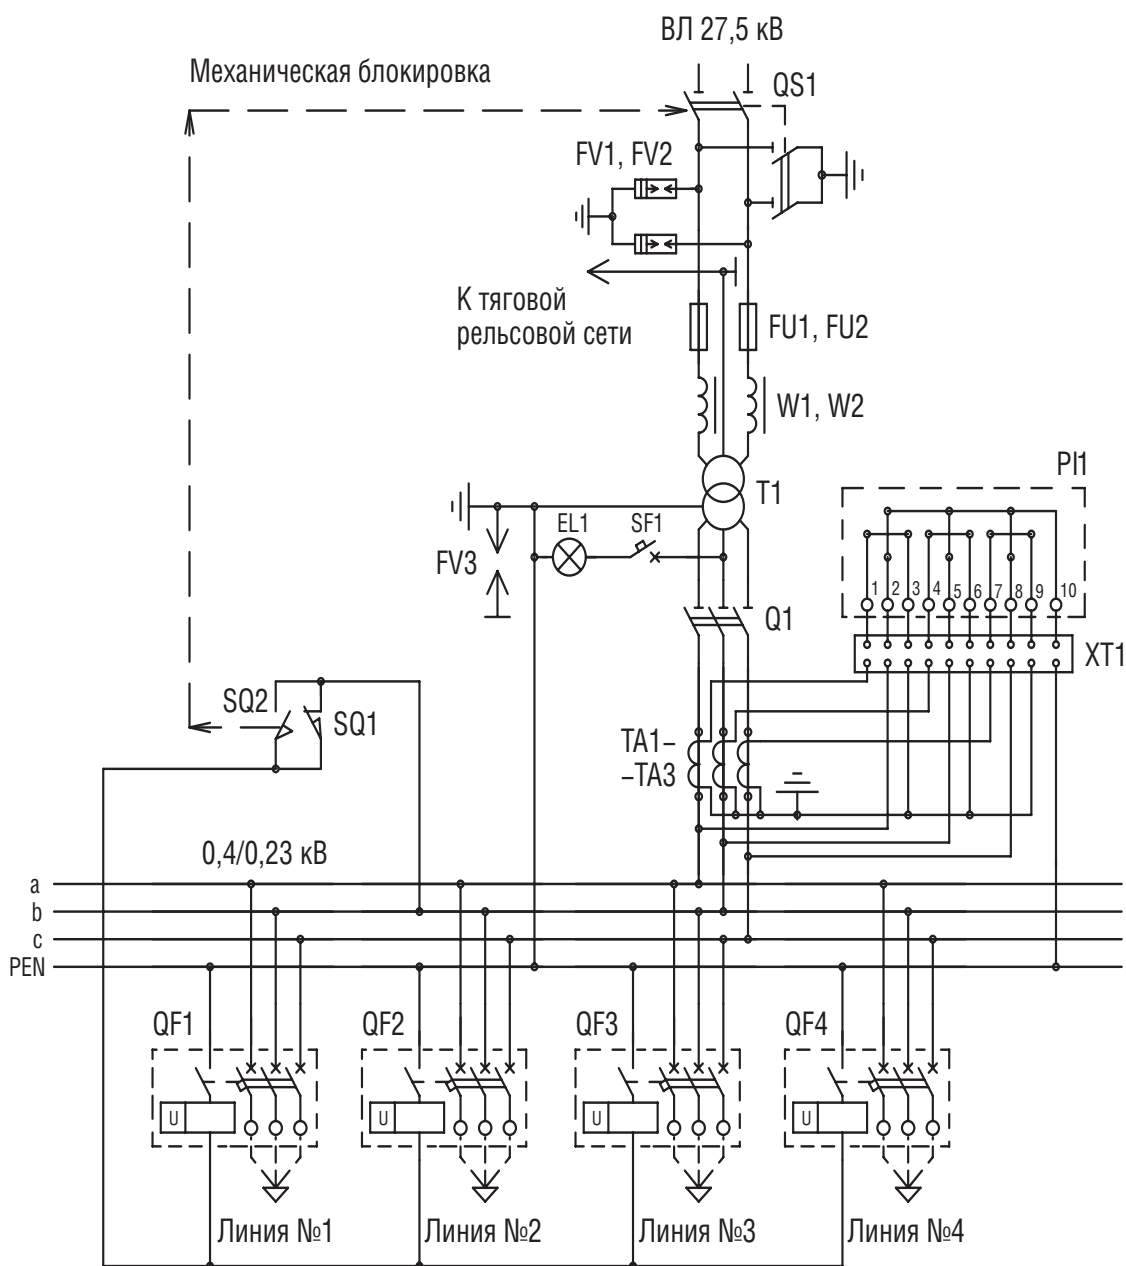 ВЛ 27,5 кВ
Механическая блокировка
QS1
FV1, FV2
К тяговой
рельсовой сети
FU1, FU2
W1, W2
T1
PI1
EL1
SF1
FV3
Q1
1 2 3 4 5 6 7 8 9 10
XT1
SQ2
SQ1
TA1–
–TA3
0,4/0,23 кВ
a
b
c
PEN
QF1
QF2
QF3
QF4
U
U
U
U
Линия №1
Линия №2
Линия №3
Линия №4